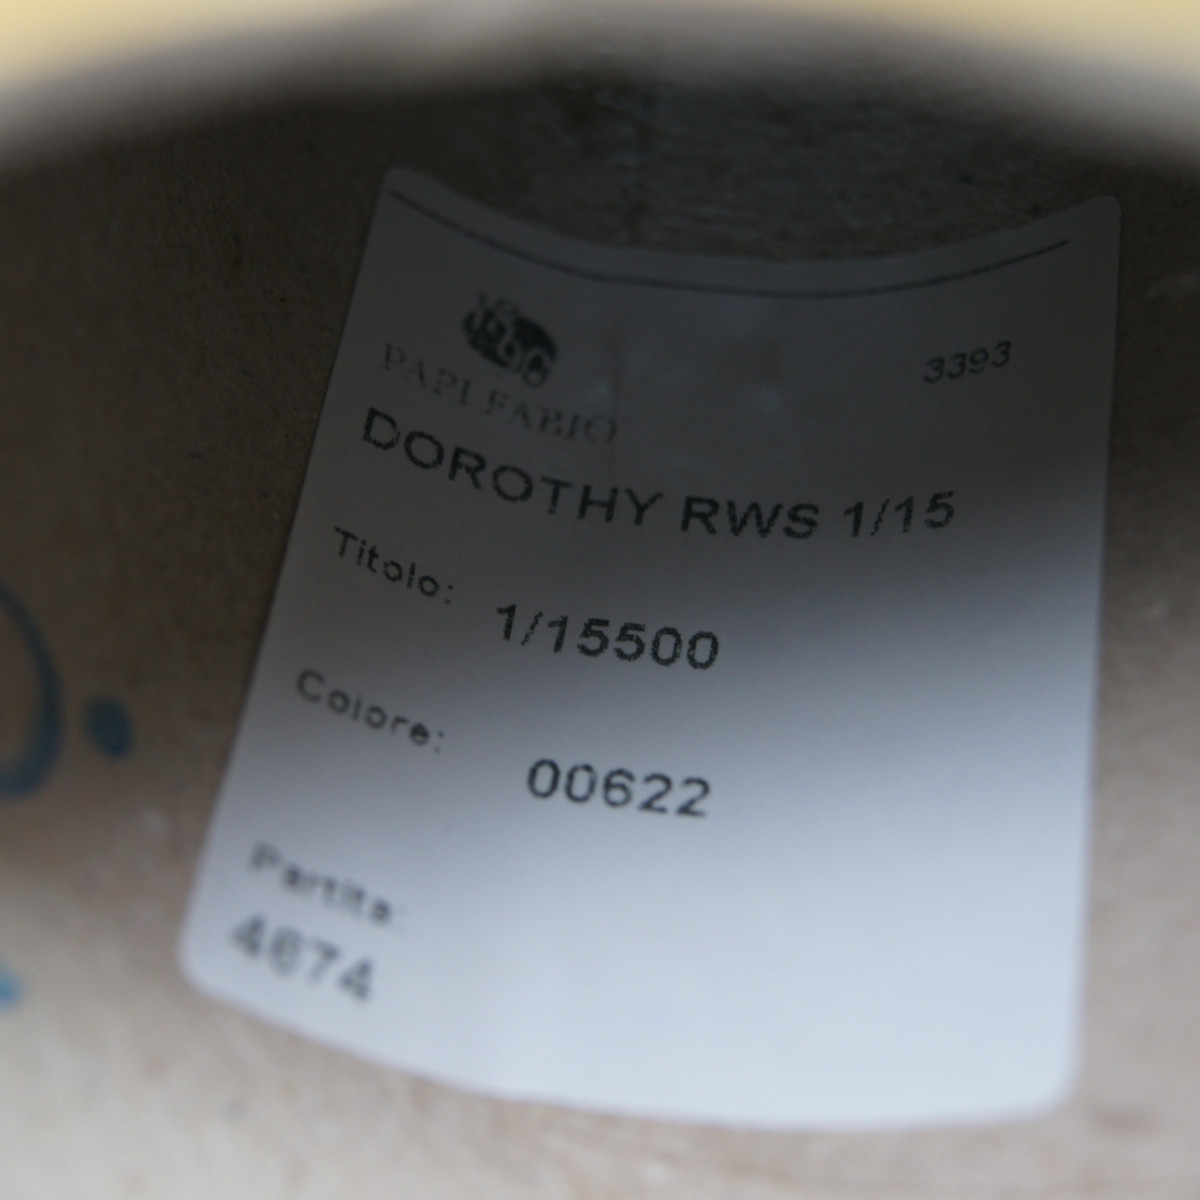 PAPI FABIO
3393
DOROTHY RWS 1/15
Titolo: 1/15500
Colore: 00622
Partita:
4674